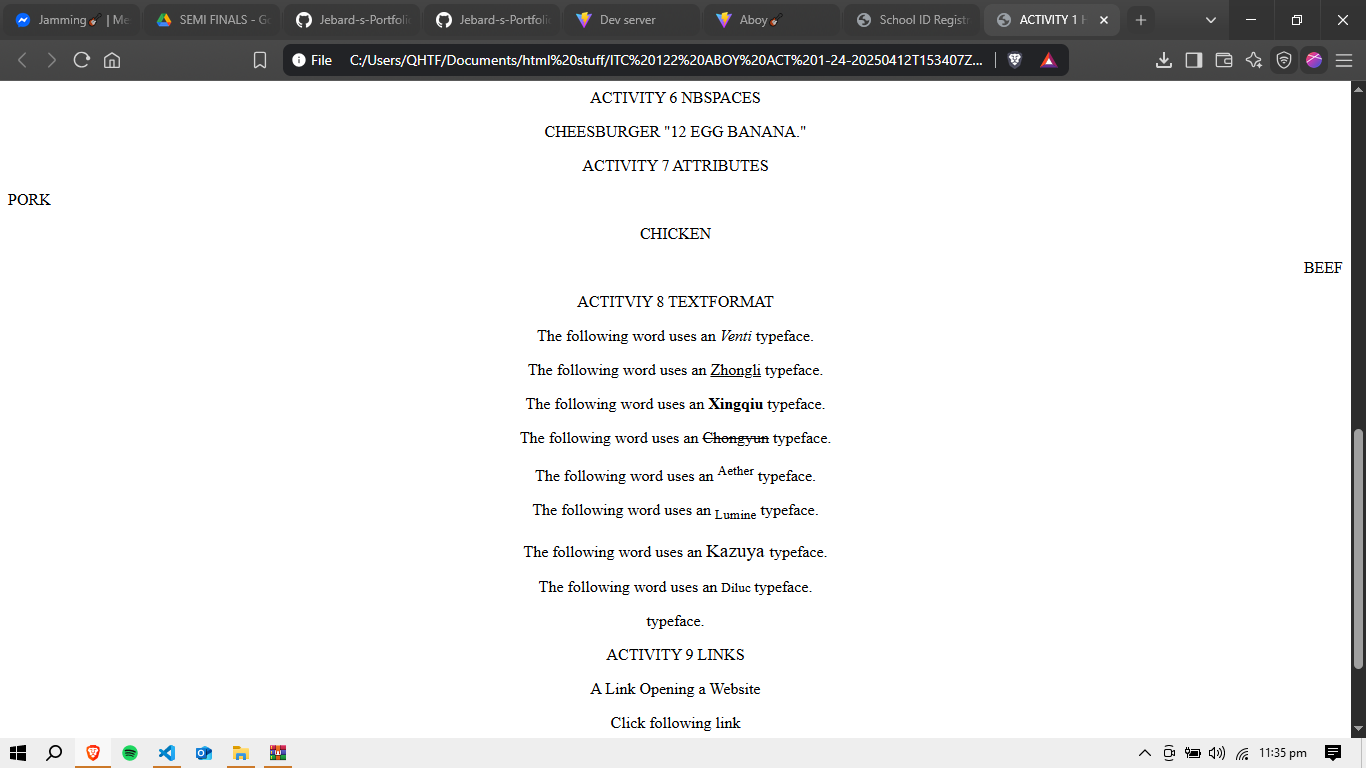 Jamming🎸 | Me
SEMI FINALS - Go
Jebard-s-Portfolio
Jebard-s-Portfolio
Dev server
Aboy🎸
School ID Registr
ACTIVITY 1 H
File C:/Users/QHTF/Documents/html%20stuff/ITC%20122%20ABOY%20ACT%201-24-20250412T153407Z...
ACTIVITY 6 NBSPACES
CHEESBURGER "12 EGG BANANA."
ACTIVITY 7 ATTRIBUTES
PORK
CHICKEN
BEEF
ACTITVIY 8 TEXTFORMAT
The following word uses an Venti typeface.
The following word uses an Zhongli typeface.
The following word uses an Xingqiu typeface.
The following word uses an Chongyun typeface.
The following word uses an Aether typeface.
The following word uses an Lumine typeface.
The following word uses an Kazuya typeface.
The following word uses an Diluc typeface.
typeface.
ACTIVITY 9 LINKS
A Link Opening a Website
Click following link
11:35 pm